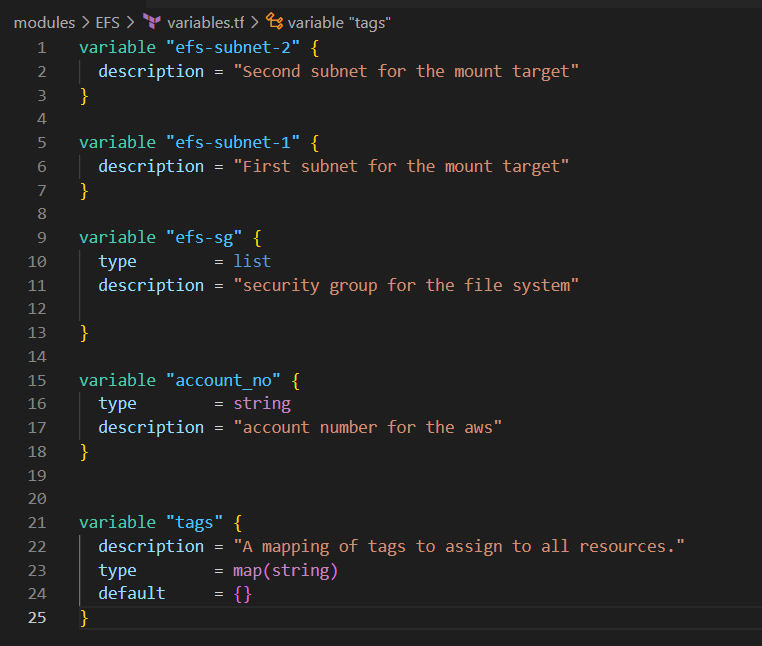 modules > EFS > variables.tf > variable "tags"
1 variable "efs-subnet-2" {
2   description = "Second subnet for the mount target"
3 }
4
5 variable "efs-subnet-1" {
6   description = "First subnet for the mount target"
7 }
8
9 variable "efs-sg" {
10   type        = list
11   description = "security group for the file system"
12
13 }
14
15 variable "account_no" {
16   type        = string
17   description = "account number for the aws"
18 }
19
20
21 variable "tags" {
22   description = "A mapping of tags to assign to all resources."
23   type        = map(string)
24   default     = {}
25 }